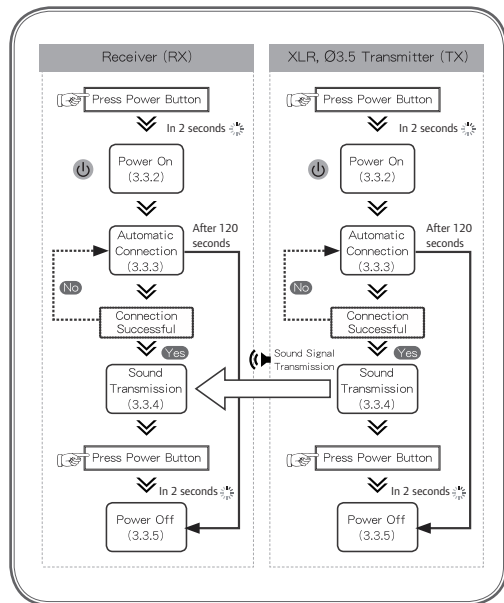 Receiver (RX)
Press Power Button
In 2 seconds
Power On
(3.3.2)
Automatic
Connection
(3.3.3)
After 120
seconds
No
Connection
Successful
Yes
Sound
Transmission
(3.3.4)
Sound Signal
Transmission
Press Power Button
In 2 seconds
Power Off
(3.3.5)
XLR, Ø3.5 Transmitter (TX)
Press Power Button
In 2 seconds
Power On
(3.3.2)
Automatic
Connection
(3.3.3)
After 120
seconds
No
Connection
Successful
Yes
Sound
Transmission
(3.3.4)
Press Power Button
In 2 seconds
Power Off
(3.3.5)